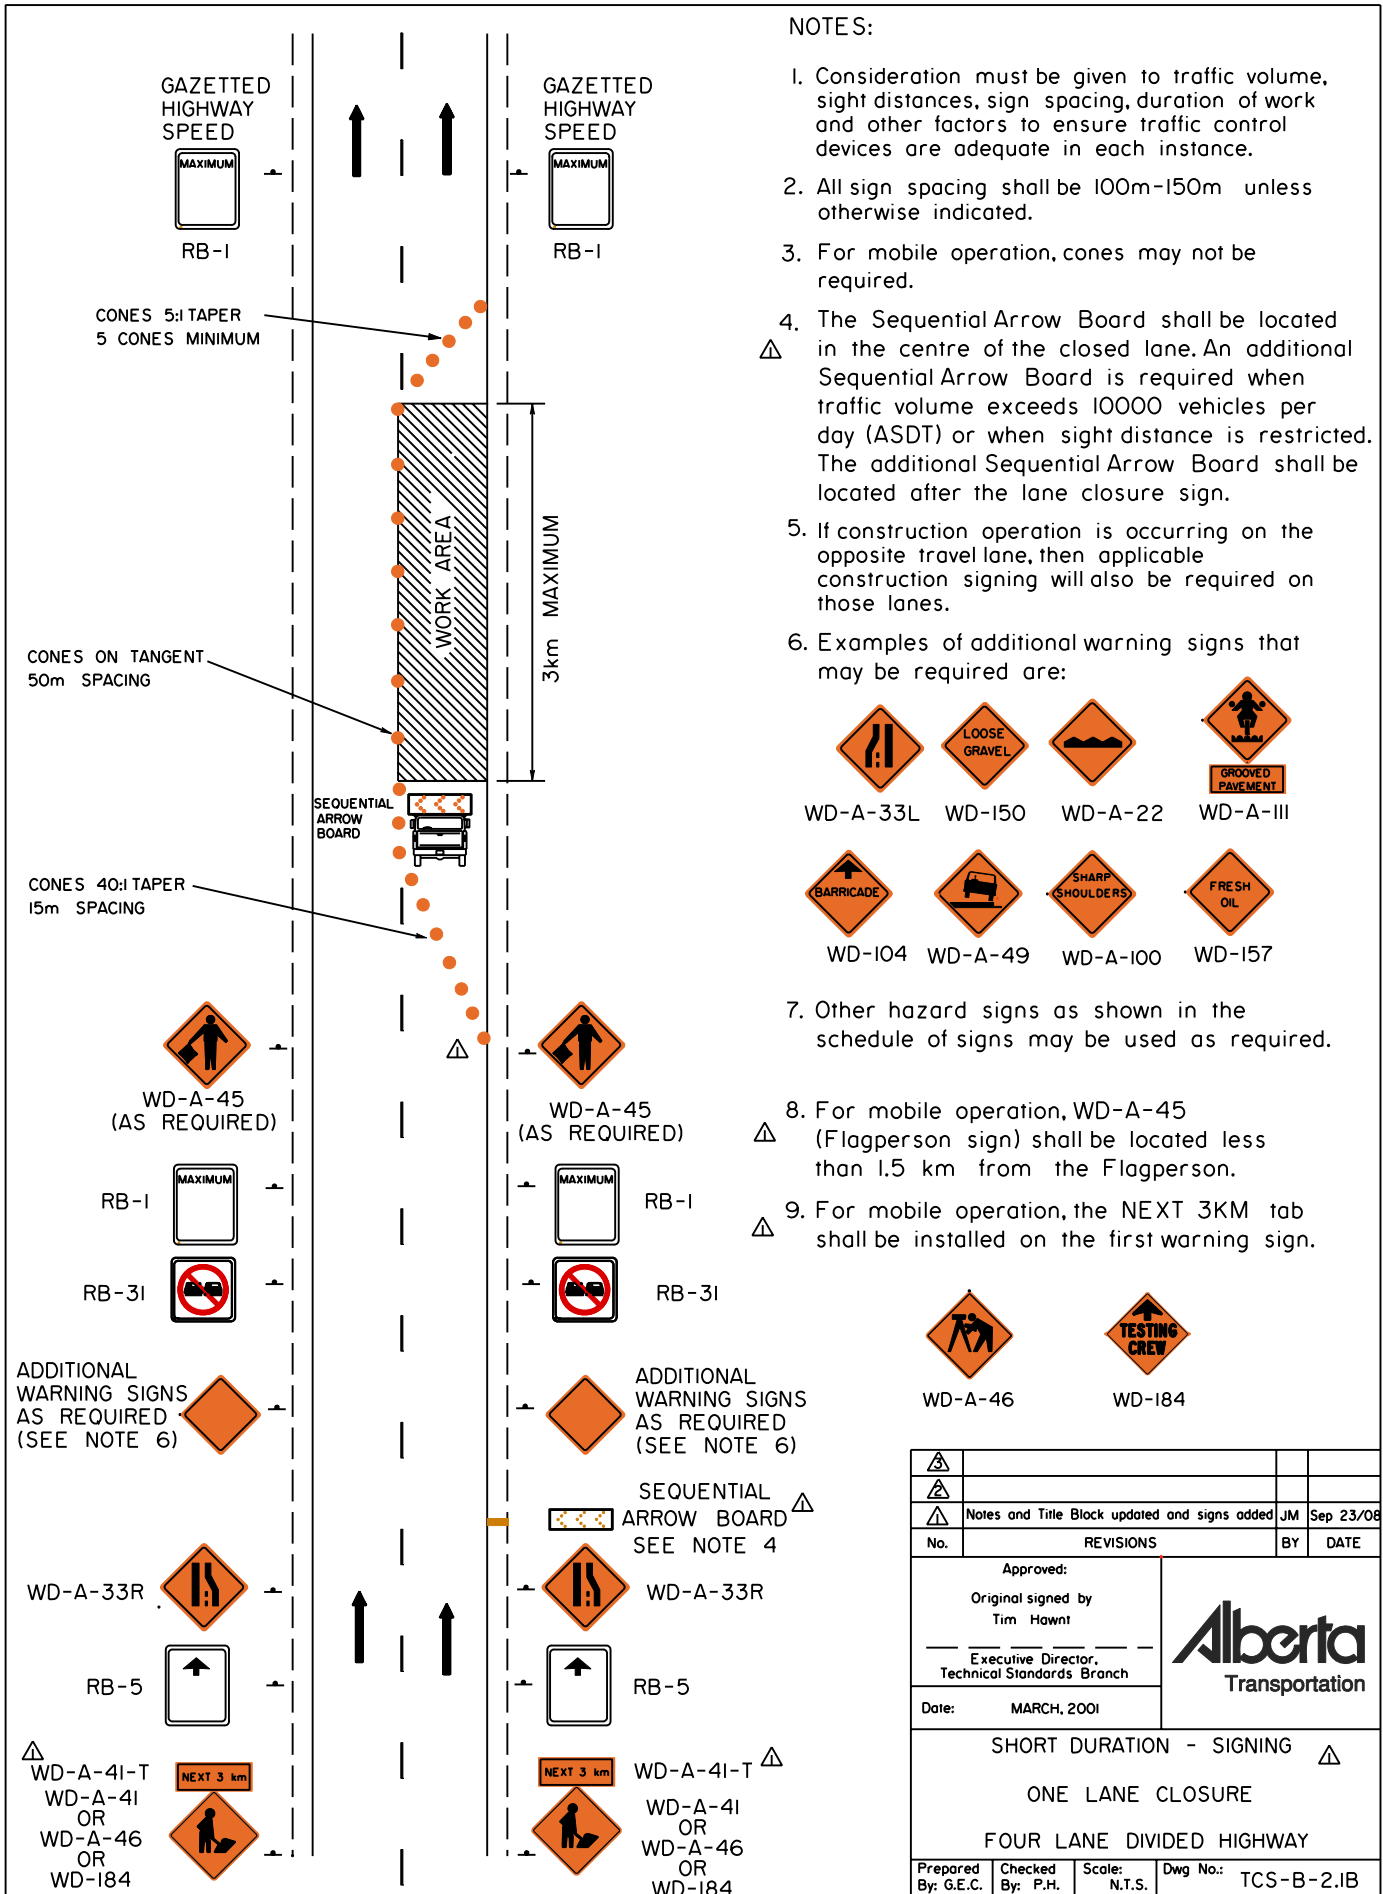 GAZETTED
HIGHWAY
SPEED
MAXIMUM
RB-1
GAZETTED
HIGHWAY
SPEED
MAXIMUM
RB-1
CONES 5:1 TAPER
5 CONES MINIMUM
WORK AREA
3km MAXIMUM
CONES ON TANGENT
50m SPACING
SEQUENTIAL
ARROW
BOARD
CONES 40:1 TAPER
15m SPACING
WD-A-45
(AS REQUIRED)
1
WD-A-45
(AS REQUIRED)
RB-1
MAXIMUM
MAXIMUM
RB-1
RB-31
RB-31
ADDITIONAL
WARNING SIGNS
AS REQUIRED
(SEE NOTE 6)
ADDITIONAL
WARNING SIGNS
AS REQUIRED
(SEE NOTE 6)
SEQUENTIAL
ARROW BOARD
SEE NOTE 4
1
WD-A-33R
WD-A-33R
RB-5
RB-5
1
WD-A-41-T
NEXT 3 km
WD-A-41
OR
WD-A-46
OR
WD-184
NEXT 3 km
WD-A-41-T
1
WD-A-41
OR
WD-A-46
OR
WD-184
NOTES:
1. Consideration must be given to traffic volume,
sight distances, sign spacing, duration of work
and other factors to ensure traffic control
devices are adequate in each instance.
2. All sign spacing shall be 100m-150m unless
otherwise indicated.
3. For mobile operation, cones may not be
required.
4. The Sequential Arrow Board shall be located
1
in the centre of the closed lane. An additional
Sequential Arrow Board is required when
traffic volume exceeds 10000 vehicles per
day (ASDT) or when sight distance is restricted.
The additional Sequential Arrow Board shall be
located after the lane closure sign.
5. If construction operation is occurring on the
opposite travel lane, then applicable
construction signing will also be required on
those lanes.
6. Examples of additional warning signs that
may be required are:
LOOSE
GRAVEL
GROOVED
PAVEMENT
WD-A-33L WD-150 WD-A-22 WD-A-111
BARRICADE
SHARP
SHOULDERS
FRESH
OIL
WD-104 WD-A-49 WD-A-100 WD-157
7. Other hazard signs as shown in the
schedule of signs may be used as required.
8. For mobile operation, WD-A-45
1
(Flagperson sign) shall be located less
than 1.5 km from the Flagperson.
9. For mobile operation, the NEXT 3KM tab
1
shall be installed on the first warning sign.
TESTING
CREW
WD-A-46 WD-184
3
2
1 Notes and Title Block updated and signs added JM Sep 23/08
No. REVISIONS BY DATE
Approved:
Original signed by
Tim Hawnt
Executive Director,
Technical Standards Branch
Date: MARCH, 2001
Alberta
Transportation
SHORT DURATION - SIGNING
1
ONE LANE CLOSURE
FOUR LANE DIVIDED HIGHWAY
Prepared
By: G.E.C.
Checked
By: P.H.
Scale:
N.T.S.
Dwg No.: TCS-B-2.1B